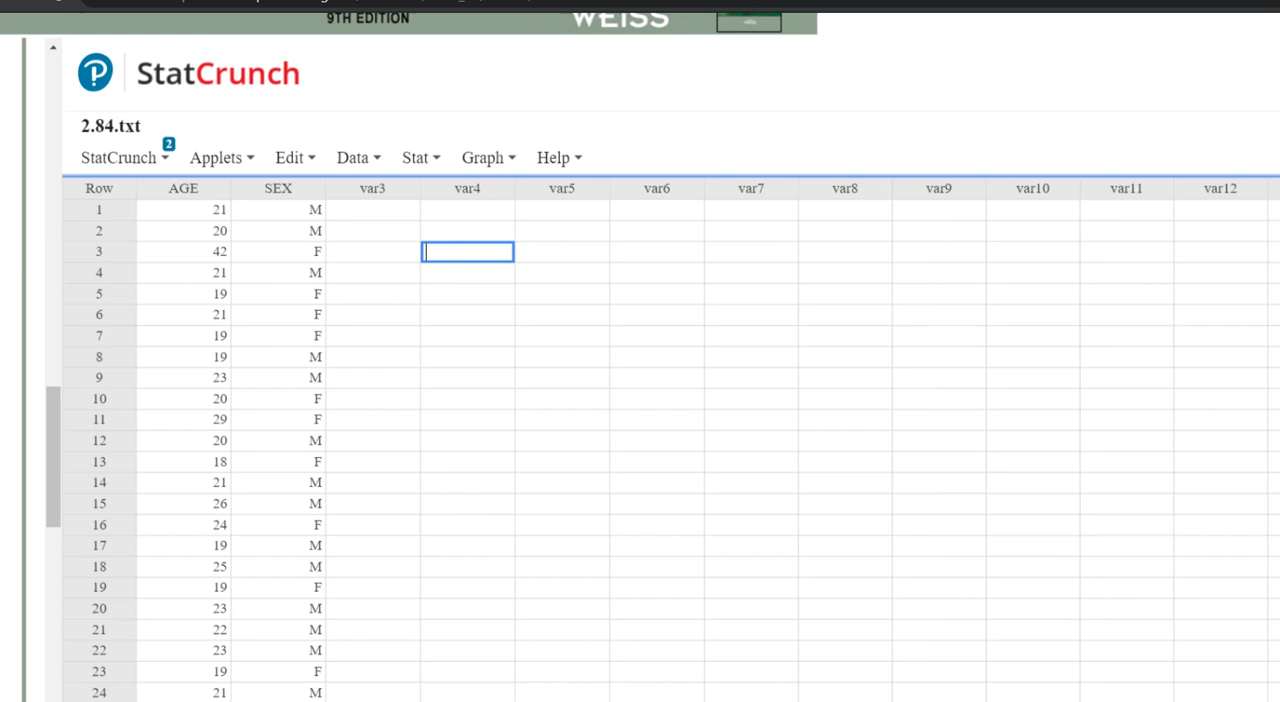 9TH EDITION WEISS
StatCrunch
2.84.txt
2
StatCrunch Applets Edit Data Stat Graph Help
Row AGE SEX var3 var4 var5 var6 var7 var8 var9 var10 var11 var12
1 21 M
2 20 M
3 42 F
4 21 M
5 19 F
6 21 F
7 19 F
8 19 M
9 23 M
10 20 F
11 29 F
12 20 M
13 18 F
14 21 M
15 26 M
16 24 F
17 19 M
18 25 M
19 19 F
20 23 M
21 22 M
22 23 M
23 19 F
24 21 M